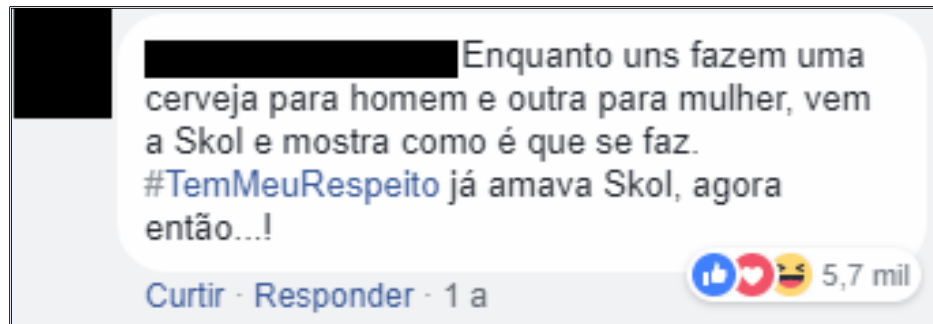 Enquanto uns fazem uma
cerveja para homem e outra para mulher, vem
a Skol e mostra como é que se faz.
#TemMeuRespeito já amava Skol, agora
então...!
5,7 mil
Curtir · Responder · 1 a